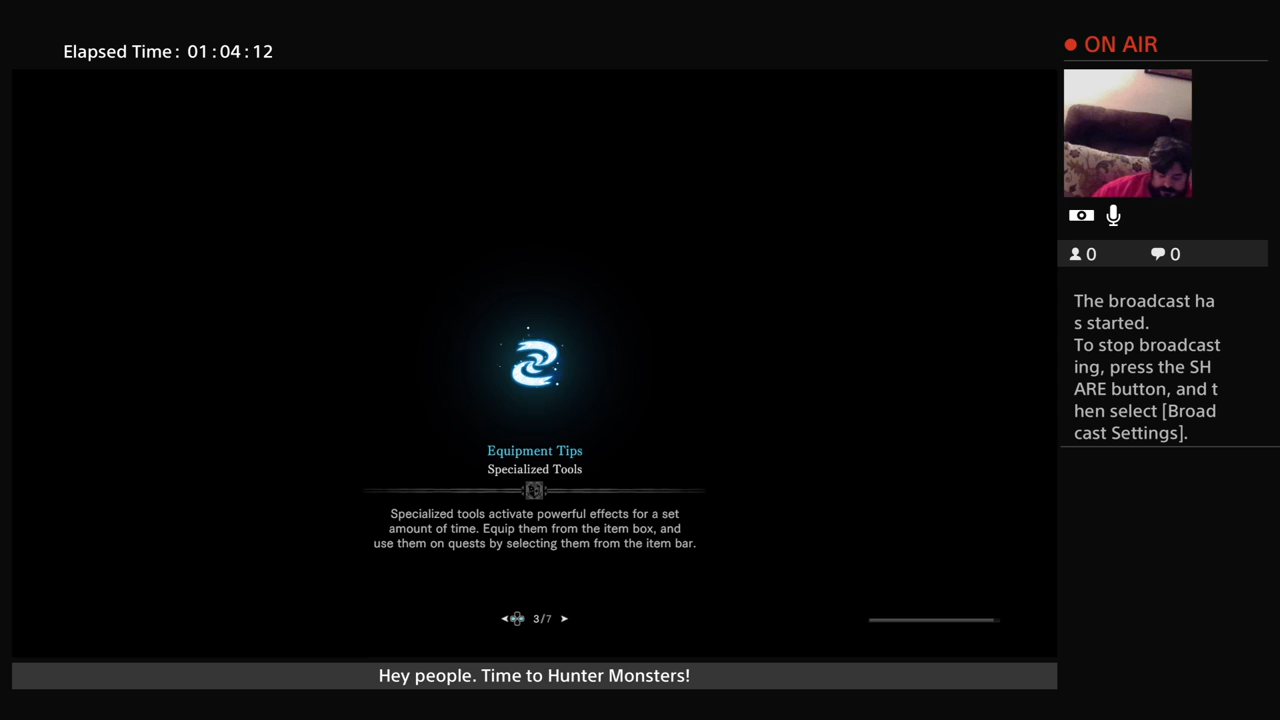 Elapsed Time: 01:04:12
ON AIR
0 0
The broadcast ha
s started.
To stop broadcast
ing, press the SH
ARE button, and t
hen select [Broad
cast Settings].
Equipment Tips
Specialized Tools
Specialized tools activate powerful effects for a set
amount of time. Equip them from the item box, and
use them on quests by selecting them from the item bar.
3/7
Hey people. Time to Hunter Monsters!